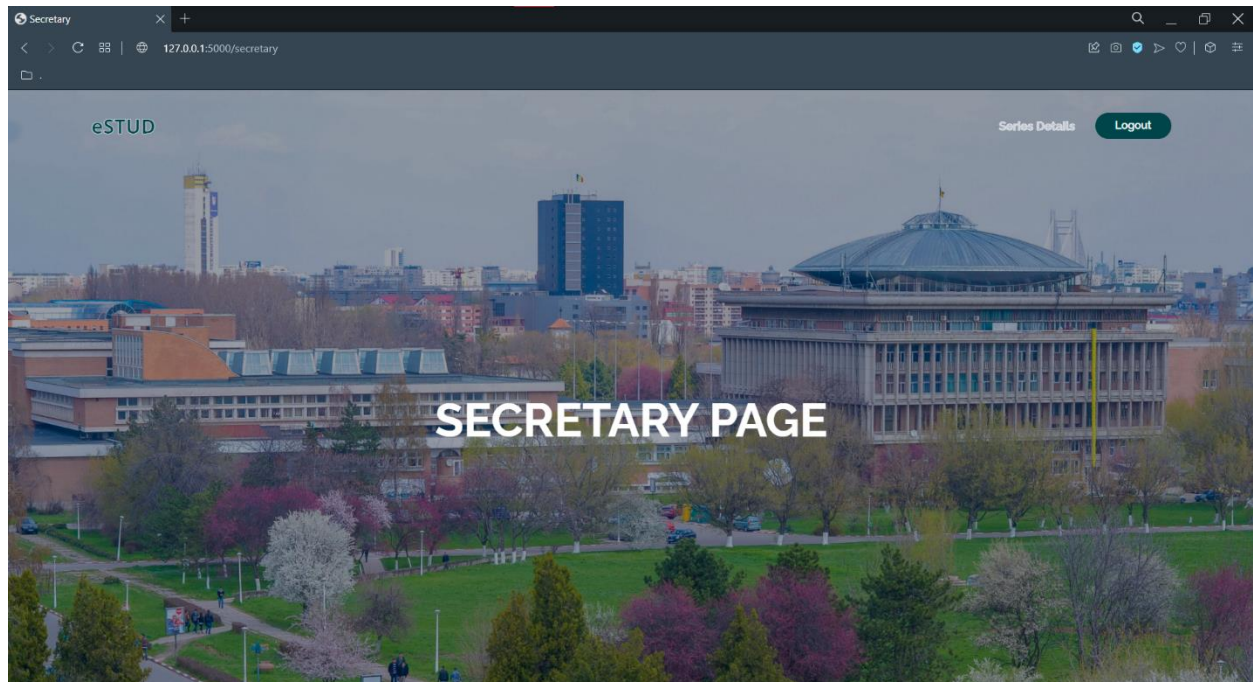 Secretary
127.0.0.1:5000/secretary
.
eSTUD
Series Details
Logout
SECRETARY PAGE